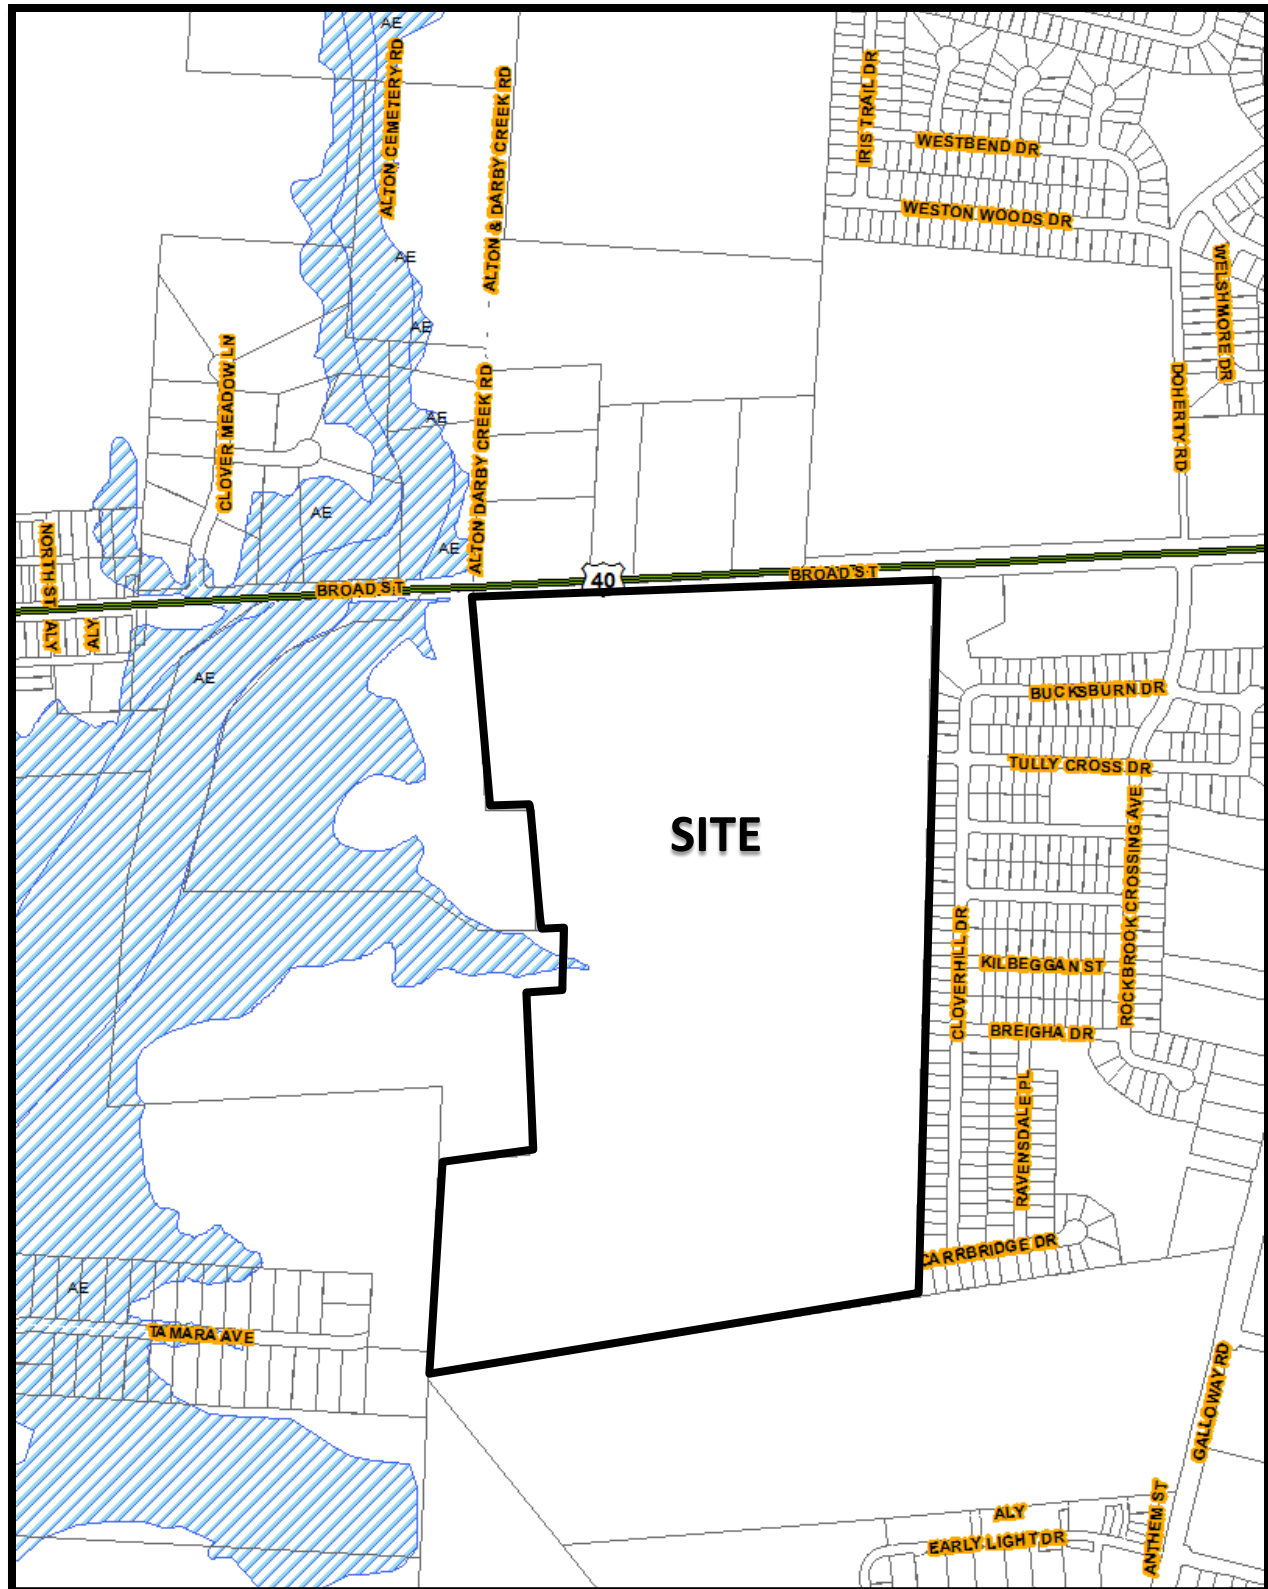 AE
ALTON CEMETERY RD
ALTON & DARBY CREEK RD
IRIS TRAIL DR
WESTBEND DR
WESTON WOODS DR
WELSHMORE DR
AE
AE
CLOVER MEADOW LN
ALTON DARBY CREEK RD
DOHERTY RD
AE
AE
AE
NORTH ST
BROAD ST
40
BROAD ST
ALY
ALY
AE
BUCKSBURN DR
TULLY CROSS DR
SITE
ROCKBROOK CROSSING AVE
CLOVERHILL DR
KILBEGGAN ST
BREIGHA DR
RAVENSDALE PL
CARRBRIDGE DR
AE
TAMARA AVE
GALLOWAY RD
ALY
ANTHEM ST
EARLY LIGHT DR